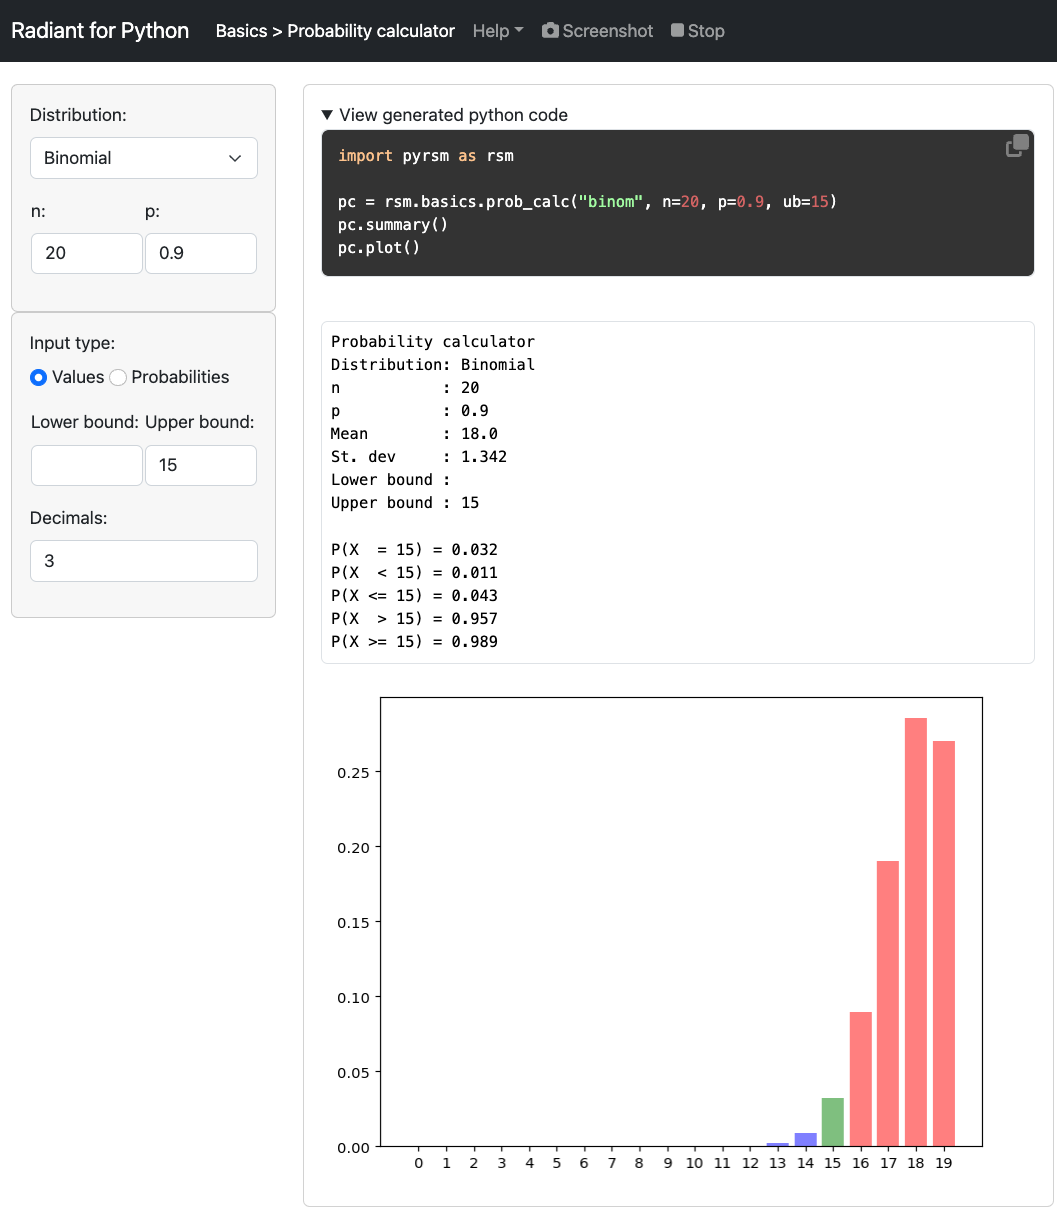 Radiant for Python Basics > Probability calculator Help Screenshot Stop
Distribution:
Binomial
n: p:
20 0.9
Input type:
Values Probabilities
Lower bound: Upper bound:
15
Decimals:
3
▼ View generated python code
import pyrsm as rsm
pc = rsm.basics.prob_calc("binom", n=20, p=0.9, ub=15)
pc.summary()
pc.plot()
Probability calculator
Distribution: Binomial
n           : 20
p           : 0.9
Mean        : 18.0
St. dev     : 1.342
Lower bound :
Upper bound : 15
P(X  = 15) = 0.032
P(X  < 15) = 0.011
P(X <= 15) = 0.043
P(X  > 15) = 0.957
P(X >= 15) = 0.989
0.25
0.20
0.15
0.10
0.05
0.00
0 1 2 3 4 5 6 7 8 9 10 11 12 13 14 15 16 17 18 19